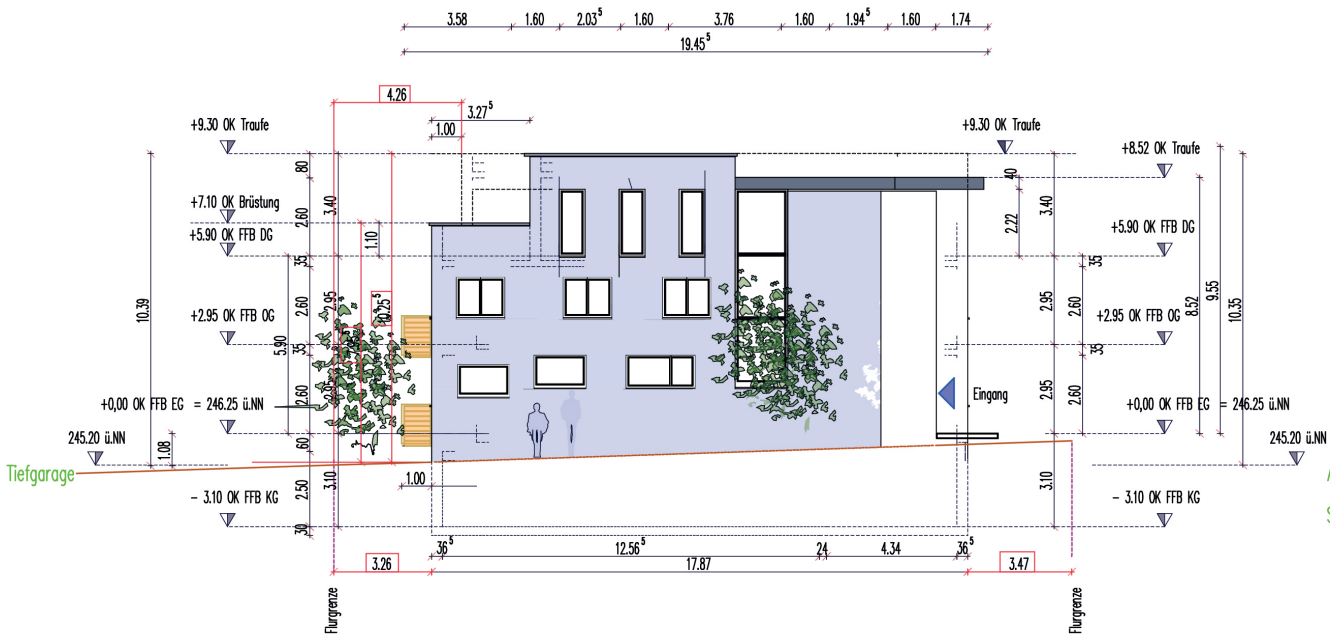 3.58 1.60 2.03⁵ 1.60 3.76 1.60 1.94⁵ 1.60 1.74
19.45⁵
4.26
3.27⁵
1.00
+9.30 OK Traufe
+9.30 OK Traufe
+8.52 OK Traufe
80
3.40
2.60
+7.10 OK Brüstung
+5.90 OK FFB DG
1.10
35
40
2.22
3.40
+5.90 OK FFB DG
35
9.55
8.52
10.35
10.39
2.95
2.60
10.25⁵
+2.95 OK FFB OG
5.90
35
2.95
2.60
+2.95 OK FFB OG
35
2.95
2.60
+0,00 OK FFB EG = 246.25 ü.NN
Eingang
2.95
2.60
+0,00 OK FFB EG = 246.25 ü.NN
245.20 ü.NN
1.08
60
245.20 ü.NN
Tiefgarage
1.00
3.10
2.50
3.10
- 3.10 OK FFB KG
- 3.10 OK FFB KG
30
36⁵ 12.56⁵ 24 4.34 36⁵
3.26 17.87 3.47
Flurgrenze
Flurgrenze